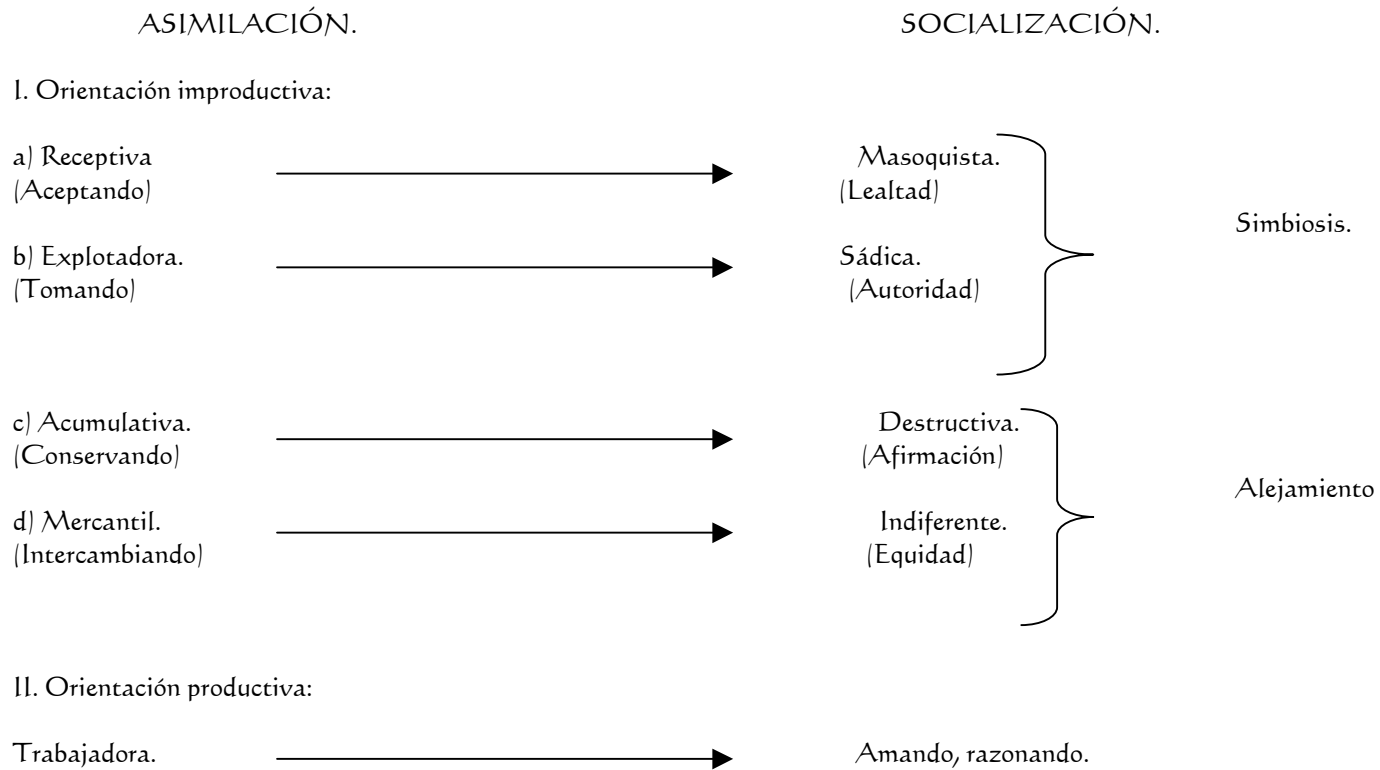 ASIMILACIÓN. SOCIALIZACIÓN.
I. Orientación improductiva:
a) Receptiva Masoquista.
(Aceptando) (Lealtad)
Simbiosis.
b) Explotadora. Sádica.
(Tomando) (Autoridad)
c) Acumulativa. Destructiva.
(Conservando) (Afirmación)
Alejamiento
d) Mercantil. Indiferente.
(Intercambiando) (Equidad)
II. Orientación productiva:
Trabajadora. Amando, razonando.